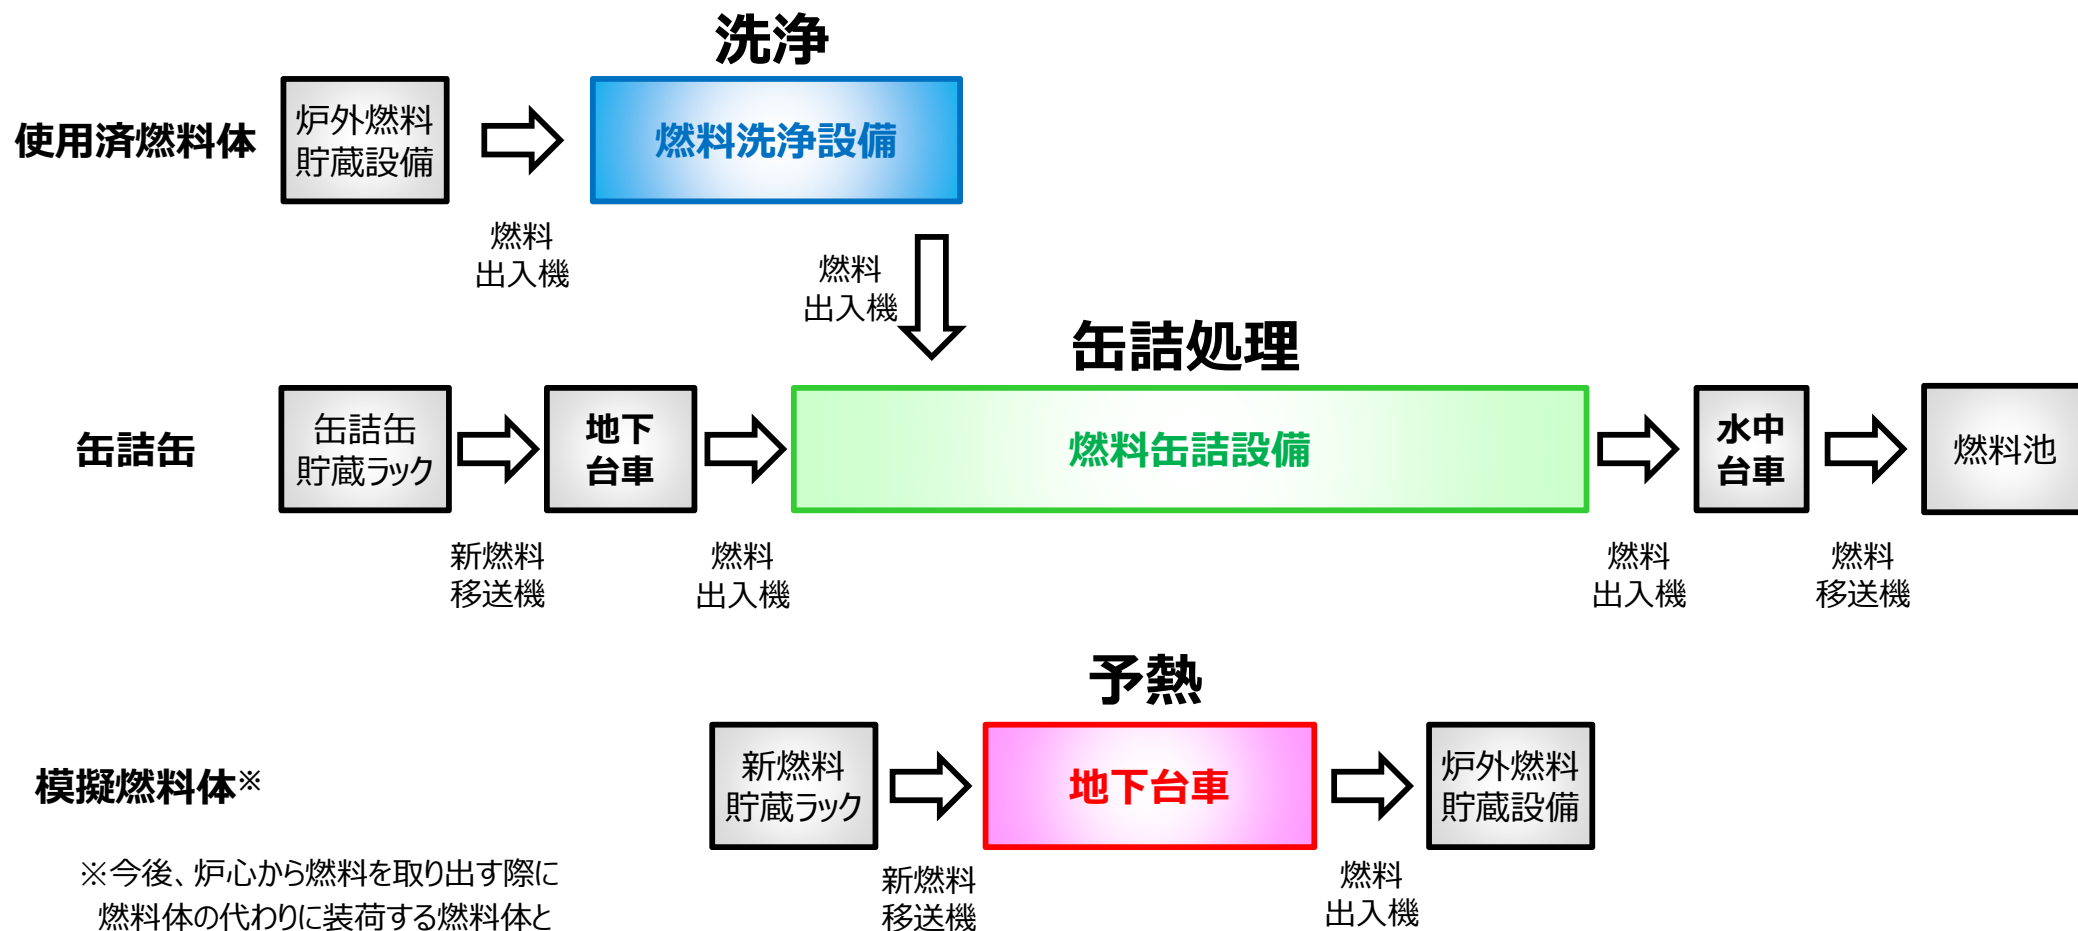 洗浄
使用済燃料体
炉外燃料
貯蔵設備
燃料洗浄設備
燃料
出入機
燃料
出入機
缶詰処理
缶詰缶
缶詰缶
貯蔵ラック
地下
台車
燃料缶詰設備
水中
台車
燃料池
新燃料
移送機
燃料
出入機
燃料
出入機
燃料
移送機
予熱
模擬燃料体※
新燃料
貯蔵ラック
地下台車
炉外燃料
貯蔵設備
新燃料
移送機
燃料
出入機
※今後、炉心から燃料を取り出す際に
燃料体の代わりに装荷する燃料体と